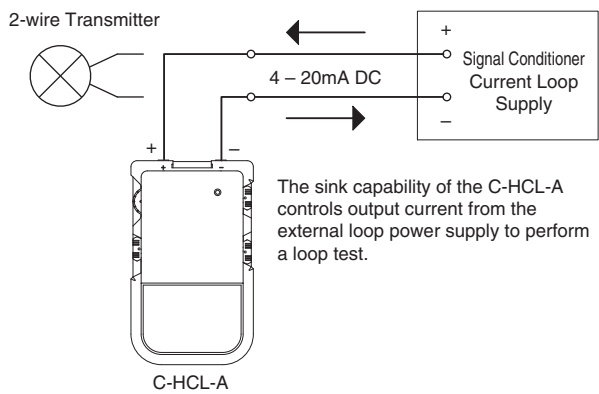 2-wire Transmitter
+
Signal Conditioner
Current Loop
Supply
–
4 – 20mA DC
+ –
+ –
The sink capability of the C-HCL-A
controls output current from the
external loop power supply to perform
a loop test.
C-HCL-A